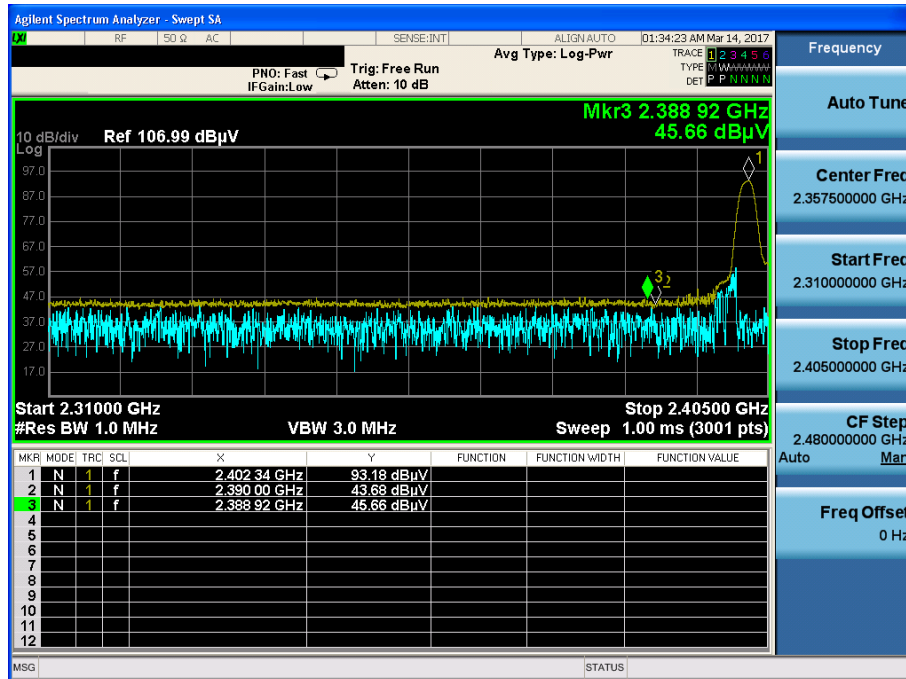 Agilent Spectrum Analyzer - Swept SA
LXI RF 50 Ω AC SENSE:INT ALIGN AUTO 01:34:23 AM Mar 14, 2017
PNO: Fast IFGain:Low Trig: Free Run Atten: 10 dB Avg Type: Log-Pwr TRACE 1 2 3 4 5 6
TYPE M W W W W W
DET P P N N N N
Mkr3 2.388 92 GHz
45.66 dBµV
10 dB/div Ref 106.99 dBµV
Log
97.0
87.0
77.0
67.0
57.0
47.0
37.0
27.0
17.0
1
3 2
Start 2.31000 GHz Stop 2.40500 GHz
#Res BW 1.0 MHz VBW 3.0 MHz Sweep 1.00 ms (3001 pts)
MKR MODE TRC SCL X Y FUNCTION FUNCTION WIDTH FUNCTION VALUE
1 N 1 f 2.402 34 GHz 93.18 dBµV
2 N 1 f 2.390 00 GHz 43.68 dBµV
3 N 1 f 2.388 92 GHz 45.66 dBµV
4
5
6
7
8
9
10
11
12
MSG STATUS
Frequency
Auto Tune
Center Freq
2.357500000 GHz
Start Freq
2.310000000 GHz
Stop Freq
2.405000000 GHz
CF Step
2.480000000 GHz
Auto Man
Freq Offset
0 Hz